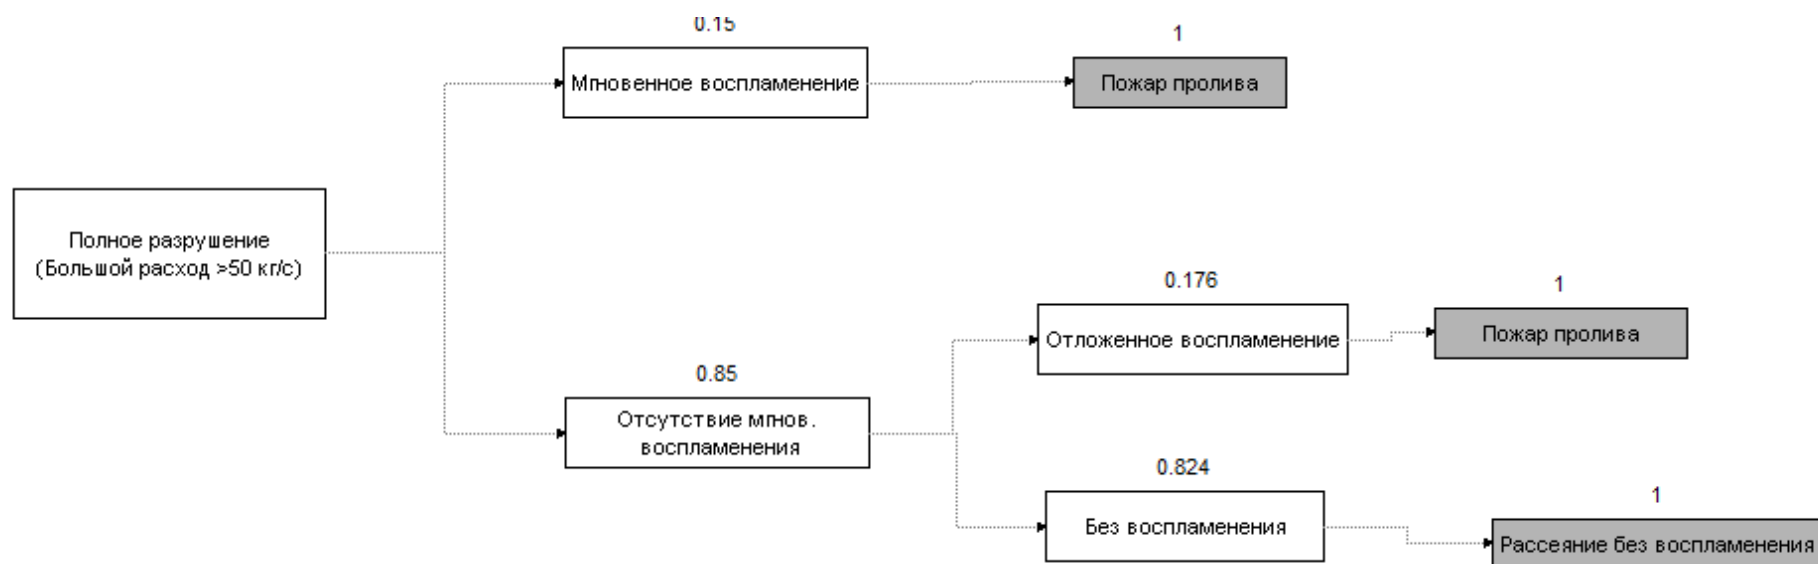 0.15
Мгновенное воспламенение
1
Пожар пролива
Полное разрушение
(Большой расход >50 кг/с)
0.85
Отсутствие мгнов.
воспламенения
0.176
Отложенное воспламенение
1
Пожар пролива
0.824
Без воспламенения
1
Рассеяние без воспламенения